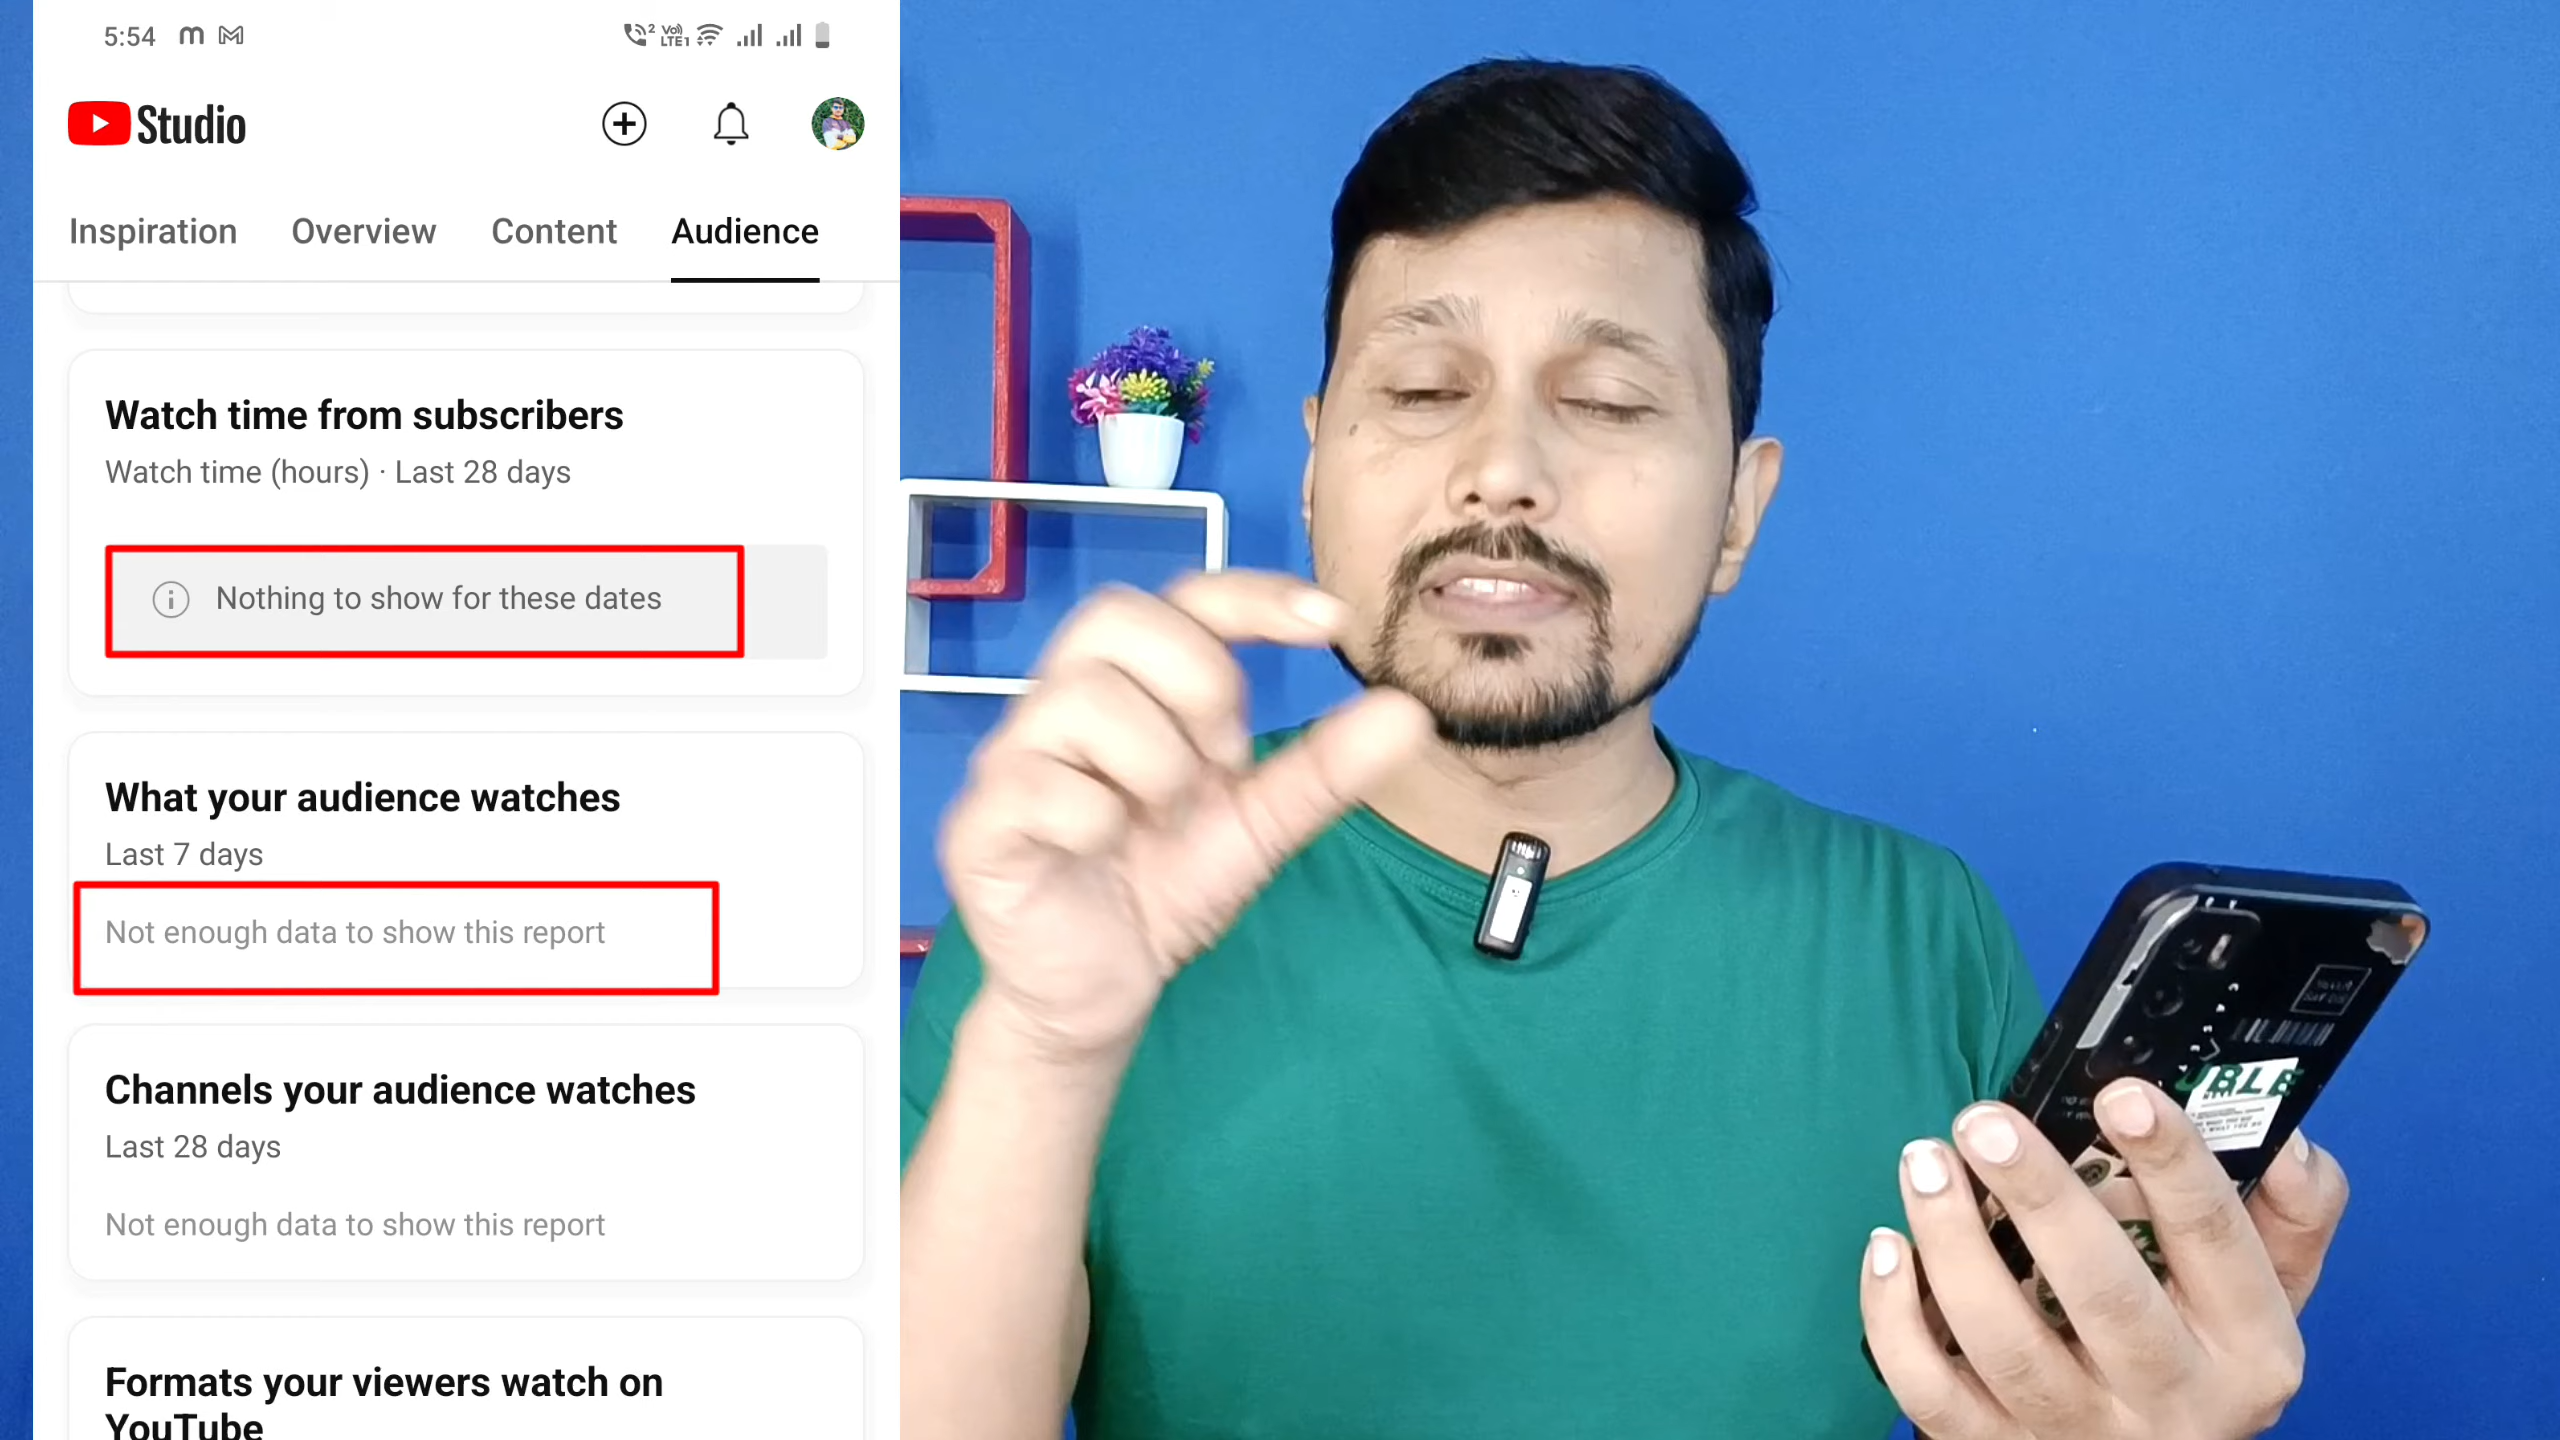 5:54
Studio
Inspiration Overview Content Audience
Watch time from subscribers
Watch time (hours) · Last 28 days
Nothing to show for these dates
What your audience watches
Last 7 days
Not enough data to show this report
Channels your audience watches
Last 28 days
Not enough data to show this report
Formats your viewers watch on
YouTube
UBLE